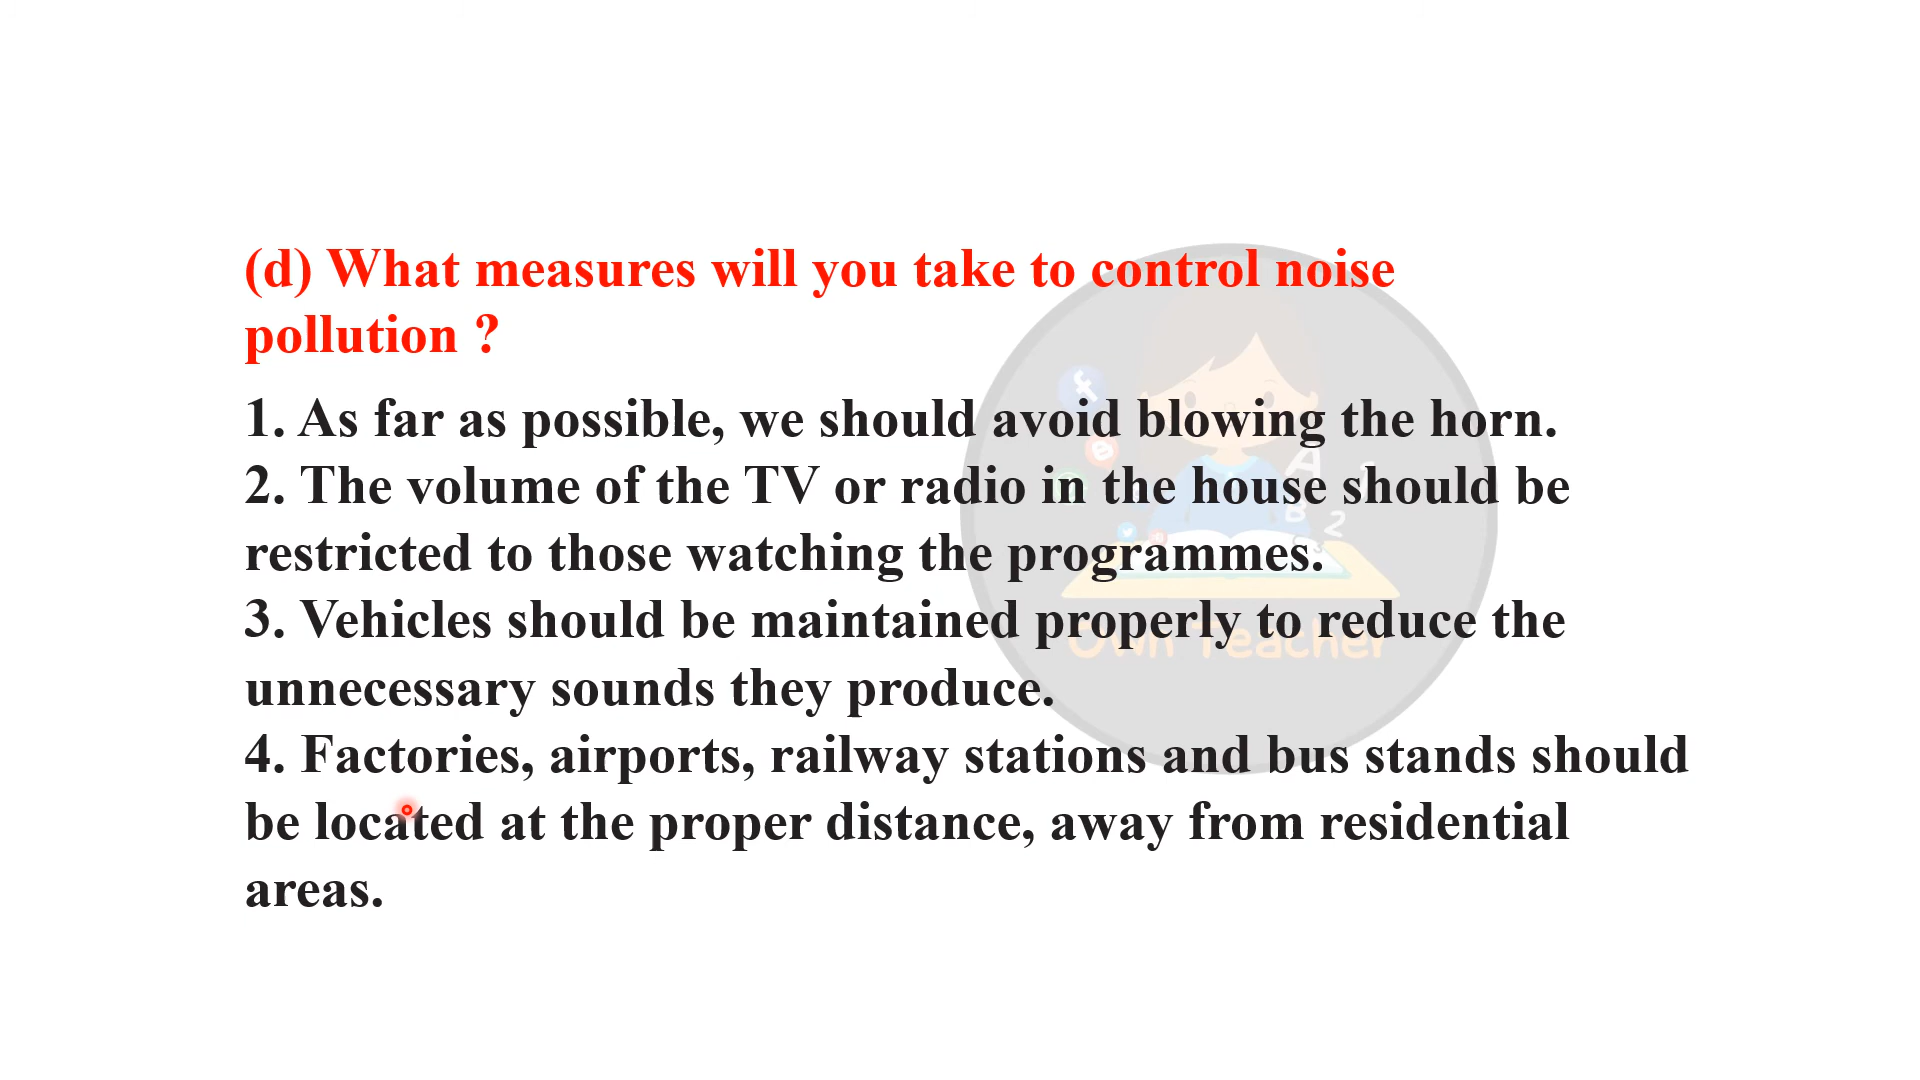 (d) What measures will you take to control noise
pollution ?
1. As far as possible, we should avoid blowing the horn.
2. The volume of the TV or radio in the house should be
restricted to those watching the programmes.
3. Vehicles should be maintained properly to reduce the
unnecessary sounds they produce.
Own Teacher
4. Factories, airports, railway stations and bus stands should
be located at the proper distance, away from residential
areas.